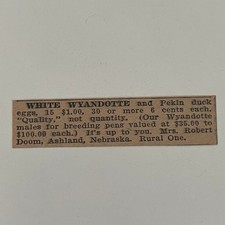 WHITE WYANDOTTE and Pekin duck
eggs, 15 $1.00, 30 or more 6 cents each,
"Quality," not quantity. (Our Wyandotte
males for breeding pens valued at $25.00 to
$100.00 each.) It's up to you. Mrs. Robert
Doom, Ashland, Nebraska. Rural One.